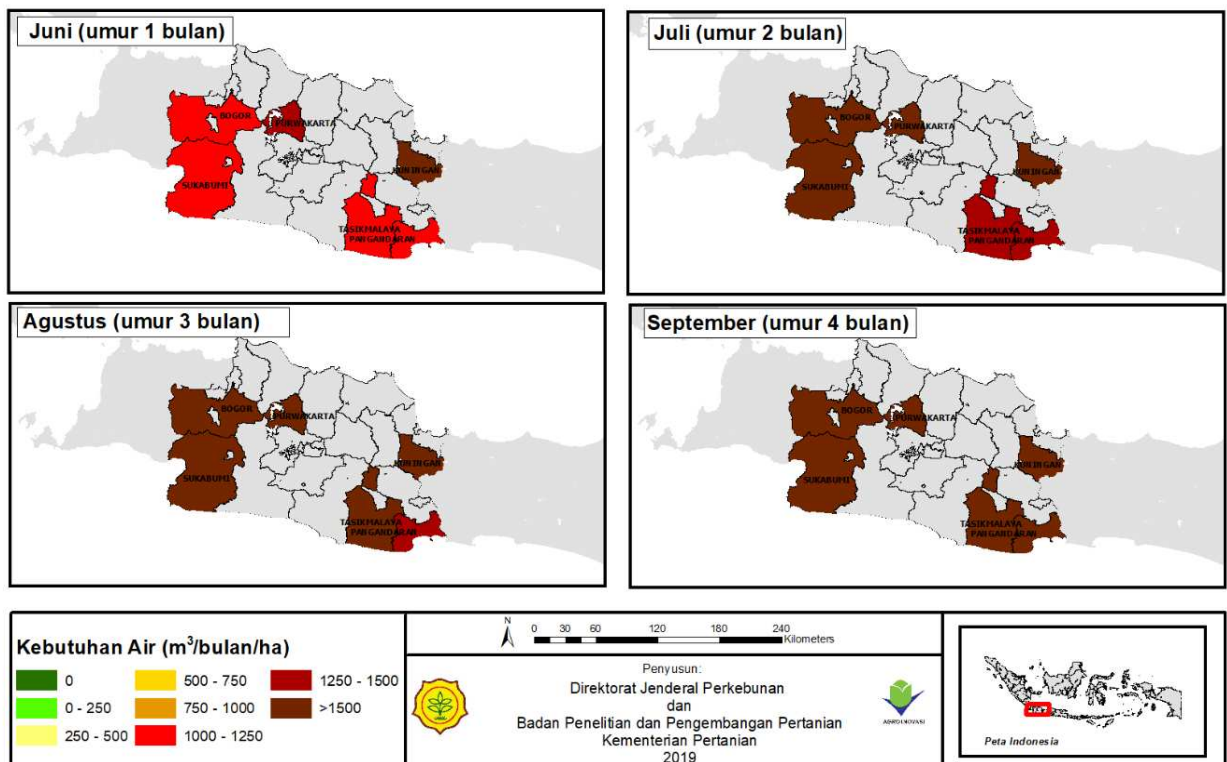 Juni (umur 1 bulan)
BOGOR
PURWAKARTA
KUNINGAN
SUKABUMI
TASIKMALAYA
PANGANDARAN
Juli (umur 2 bulan)
BOGOR
PURWAKARTA
KUNINGAN
SUKABUMI
TASIKMALAYA
PANGANDARAN
Agustus (umur 3 bulan)
BOGOR
PURWAKARTA
KUNINGAN
SUKABUMI
TASIKMALAYA
PANGANDARAN
September (umur 4 bulan)
BOGOR
PURWAKARTA
KUNINGAN
SUKABUMI
TASIKMALAYA
PANGANDARAN
Kebutuhan Air (m³/bulan/ha)
0
0 - 250
250 - 500
500 - 750
750 - 1000
1000 - 1250
1250 - 1500
>1500
N
0 30 60 120 180 240
Kilometers
Penyusun:
Direktorat Jenderal Perkebunan
dan
Badan Penelitian dan Pengembangan Pertanian
Kementerian Pertanian
2019
AGRO INOVASI
Peta Indonesia